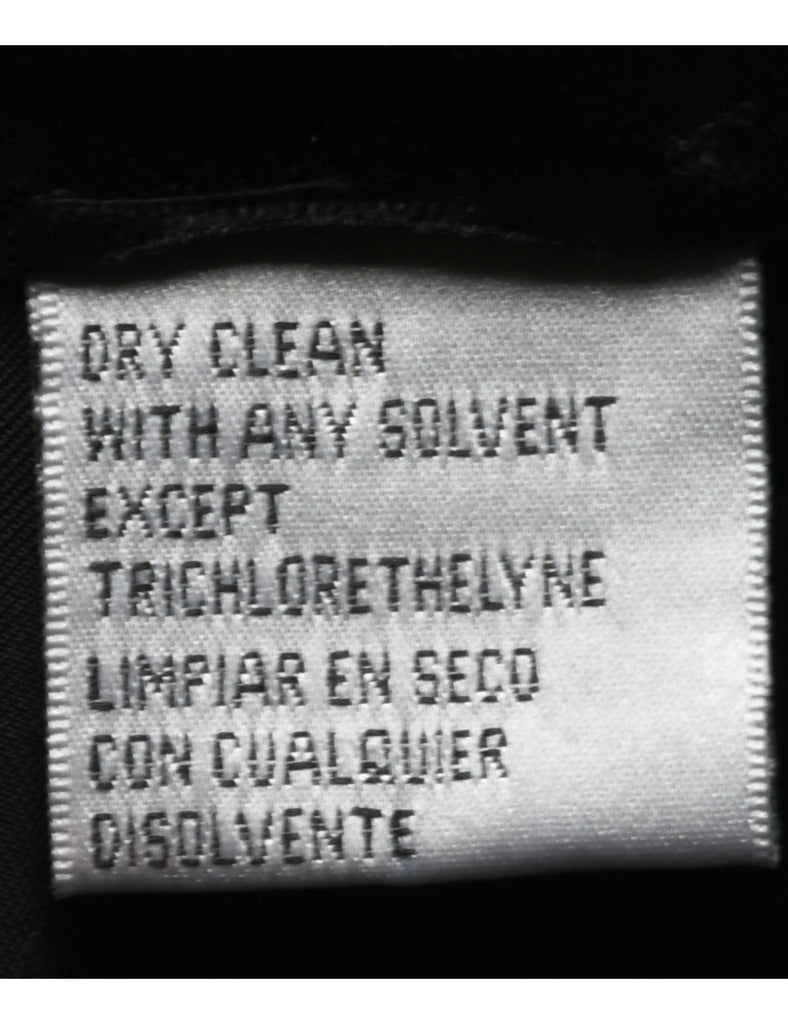 DRY CLEAN
WITH ANY SOLVENT
EXCEPT
TRICHLORETHELYNE
LIMPIAR EN SECO
CON CUALQUIER
DISOLVENTE